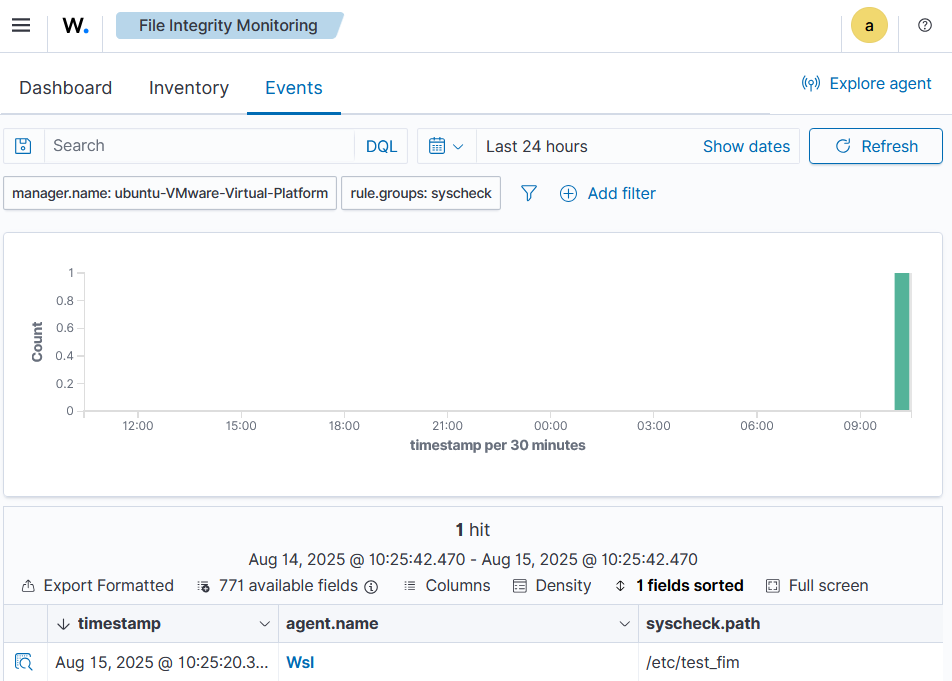 W. File Integrity Monitoring a
Dashboard Inventory Events Explore agent
Search DQL Last 24 hours Show dates Refresh
manager.name: ubuntu-VMware-Virtual-Platform rule.groups: syscheck Add filter
1
0.8
0.6
0.4
0.2
0
Count
12:00 15:00 18:00 21:00 00:00 03:00 06:00 09:00
timestamp per 30 minutes
1 hit
Aug 14, 2025 @ 10:25:42.470 - Aug 15, 2025 @ 10:25:42.470
Export Formatted 771 available fields Columns Density 1 fields sorted Full screen
timestamp agent.name syscheck.path
Aug 15, 2025 @ 10:25:20.3... Wsl /etc/test_fim